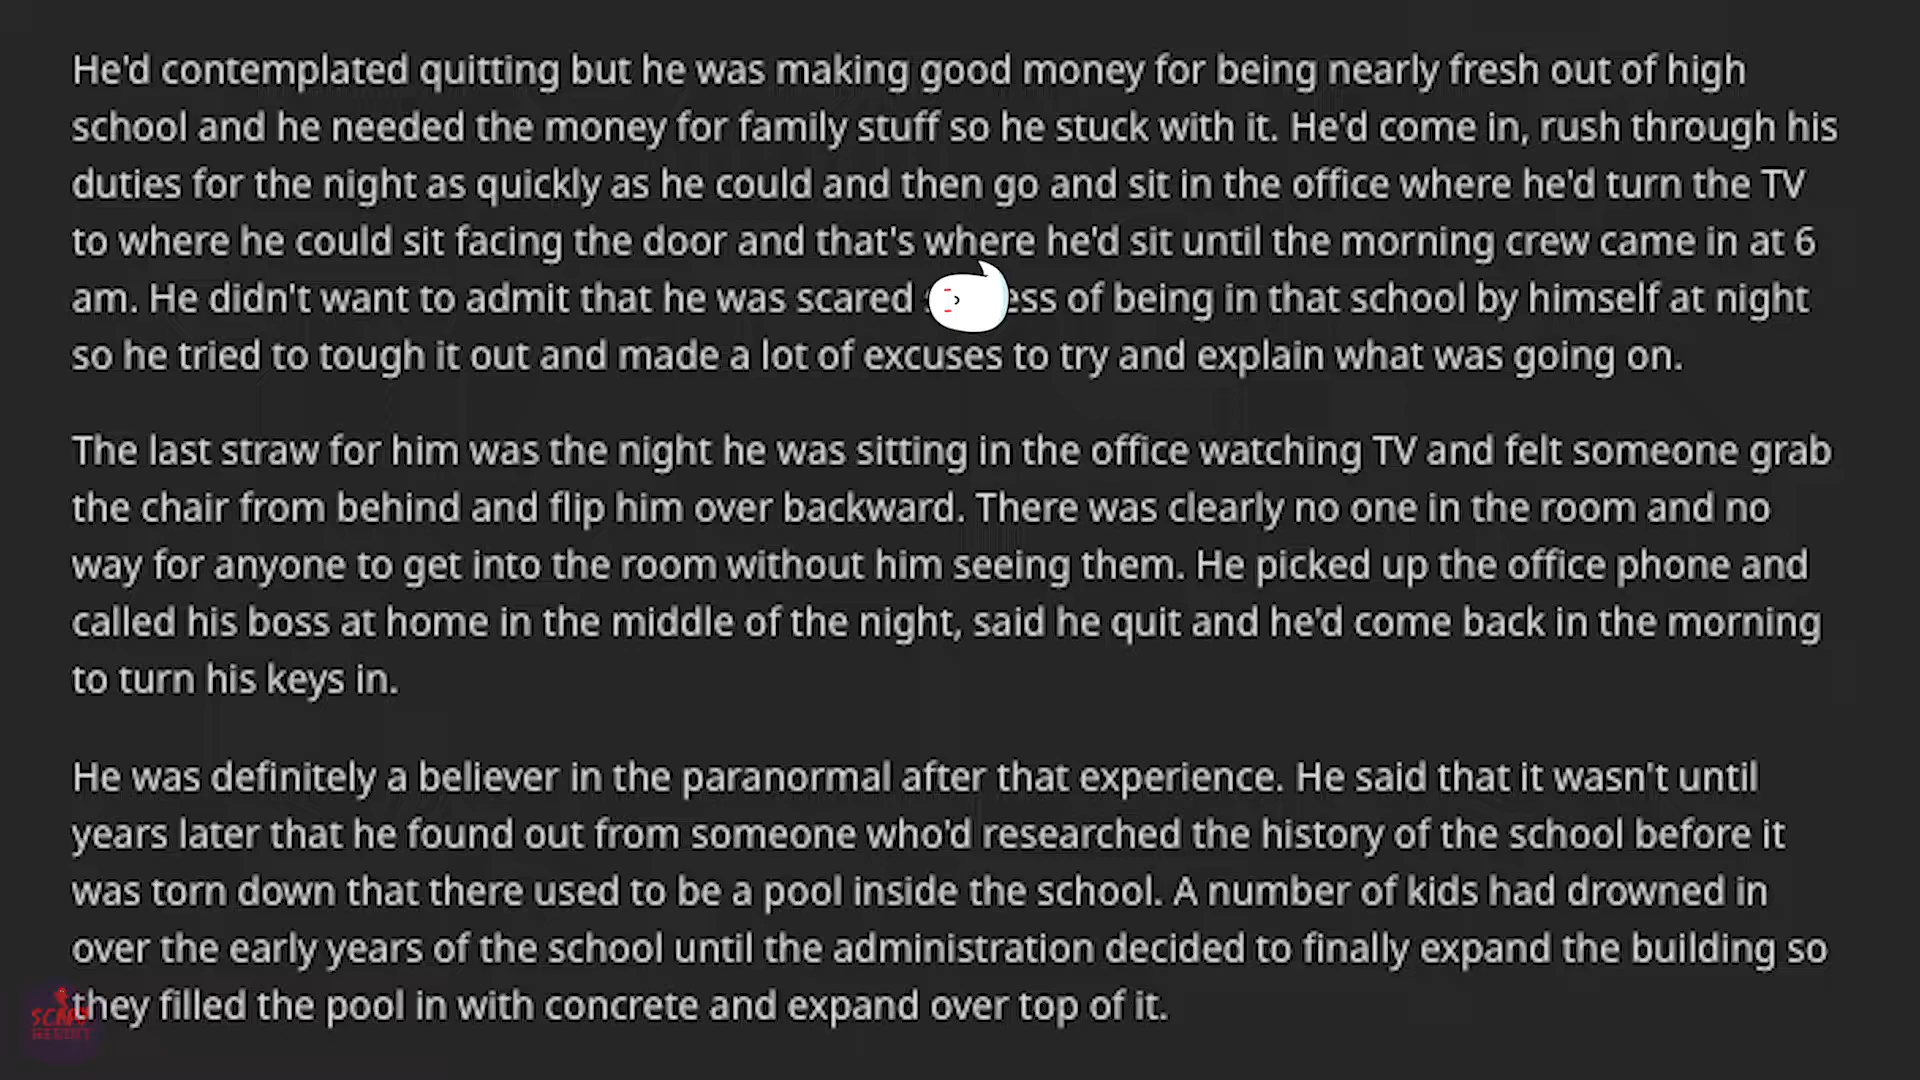 He'd contemplated quitting but he was making good money for being nearly fresh out of high
school and he needed the money for family stuff so he stuck with it. He'd come in, rush through his
duties for the night as quickly as he could and then go and sit in the office where he'd turn the TV
to where he could sit facing the door and that's where he'd sit until the morning crew came in at 6
am. He didn't want to admit that he was scared of being in that school by himself at night
so he tried to tough it out and made a lot of excuses to try and explain what was going on.
The last straw for him was the night he was sitting in the office watching TV and felt someone grab
the chair from behind and flip him over backward. There was clearly no one in the room and no
way for anyone to get into the room without him seeing them. He picked up the office phone and
called his boss at home in the middle of the night, said he quit and he'd come back in the morning
to turn his keys in.
He was definitely a believer in the paranormal after that experience. He said that it wasn't until
years later that he found out from someone who'd researched the history of the school before it
was torn down that there used to be a pool inside the school. A number of kids had drowned in
over the early years of the school until the administration decided to finally expand the building so
they filled the pool in with concrete and expand over top of it.